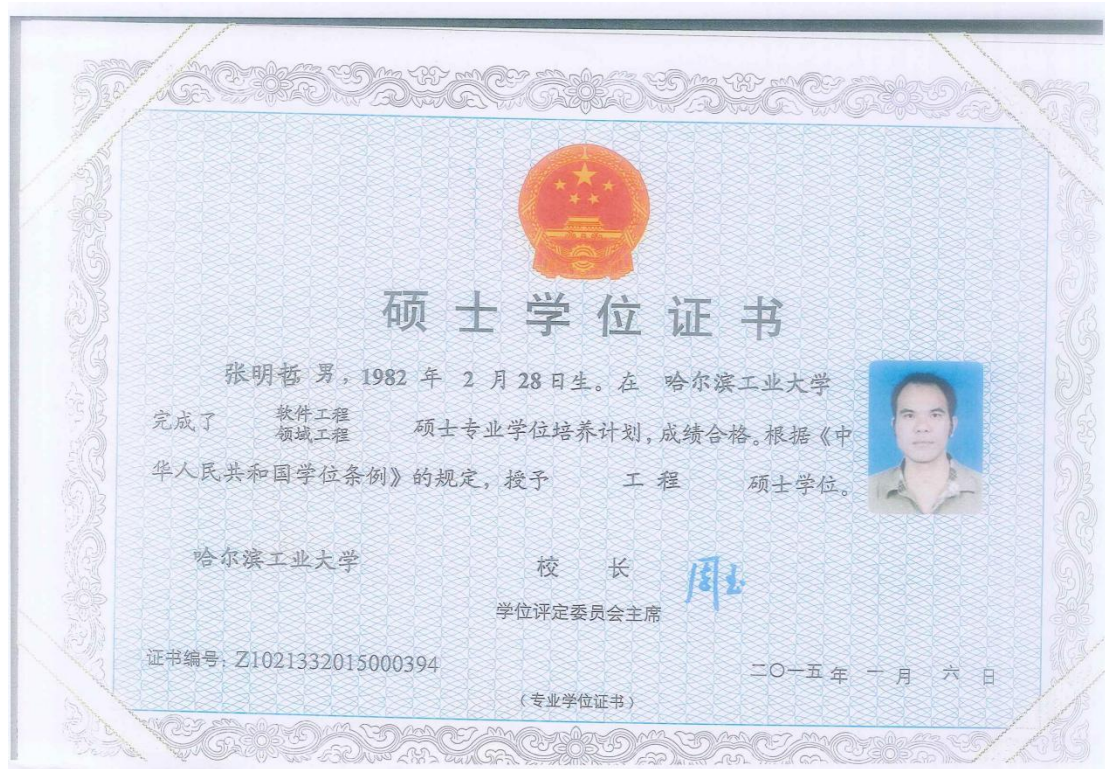 硕士学位证书
张明哲 男，1982 年 2 月 28 日生。在 哈尔滨工业大学
完成了 软件工程
领域工程 硕士专业学位培养计划，成绩合格。根据《中
华人民共和国学位条例》的规定，授予 工程 硕士学位。
哈尔滨工业大学 校长 周玉
学位评定委员会主席
证书编号：Z1021332015000394 二〇一五年 一月 六日
（专业学位证书）